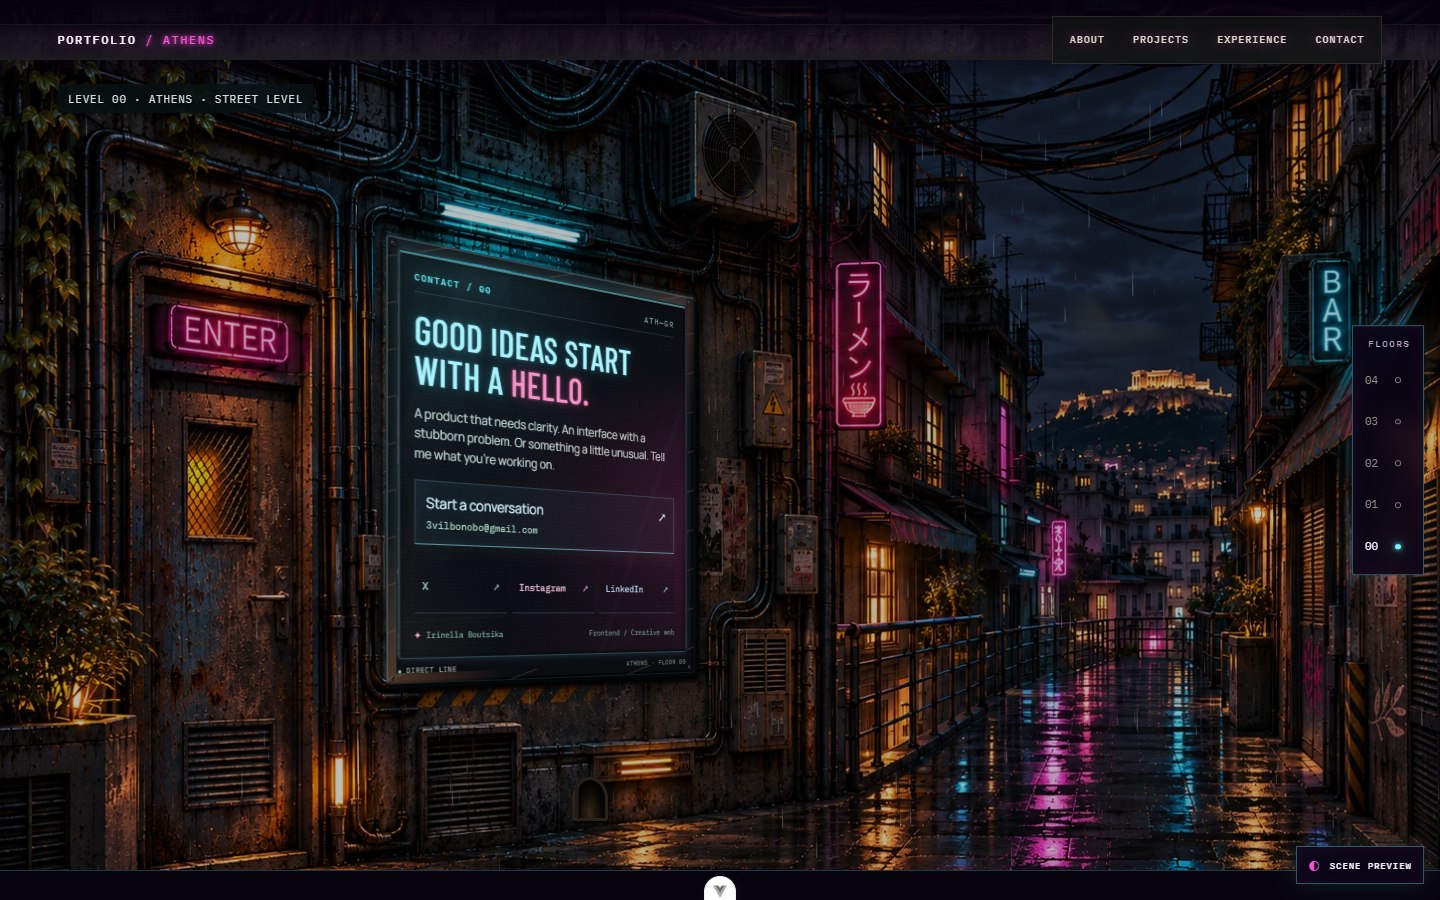 PORTFOLIO / ATHENS
ABOUT
PROJECTS
EXPERIENCE
CONTACT
LEVEL 00 · ATHENS · STREET LEVEL
ENTER
CONTACT / 00
ATH—GR
GOOD IDEAS START
WITH A HELLO.
A product that needs clarity. An interface with a
stubborn problem. Or something a little unusual. Tell
me what you're working on.
Start a conversation ↗
3vilbonobo@gmail.com
X ↗
Instagram ↗
LinkedIn ↗
✦ Irinella Boutsika
Frontend / Creative web
DIRECT LINE
ATHENS · FLOOR 00
ラーメン
BAR
FLOORS
04
03
02
01
00
SCENE PREVIEW